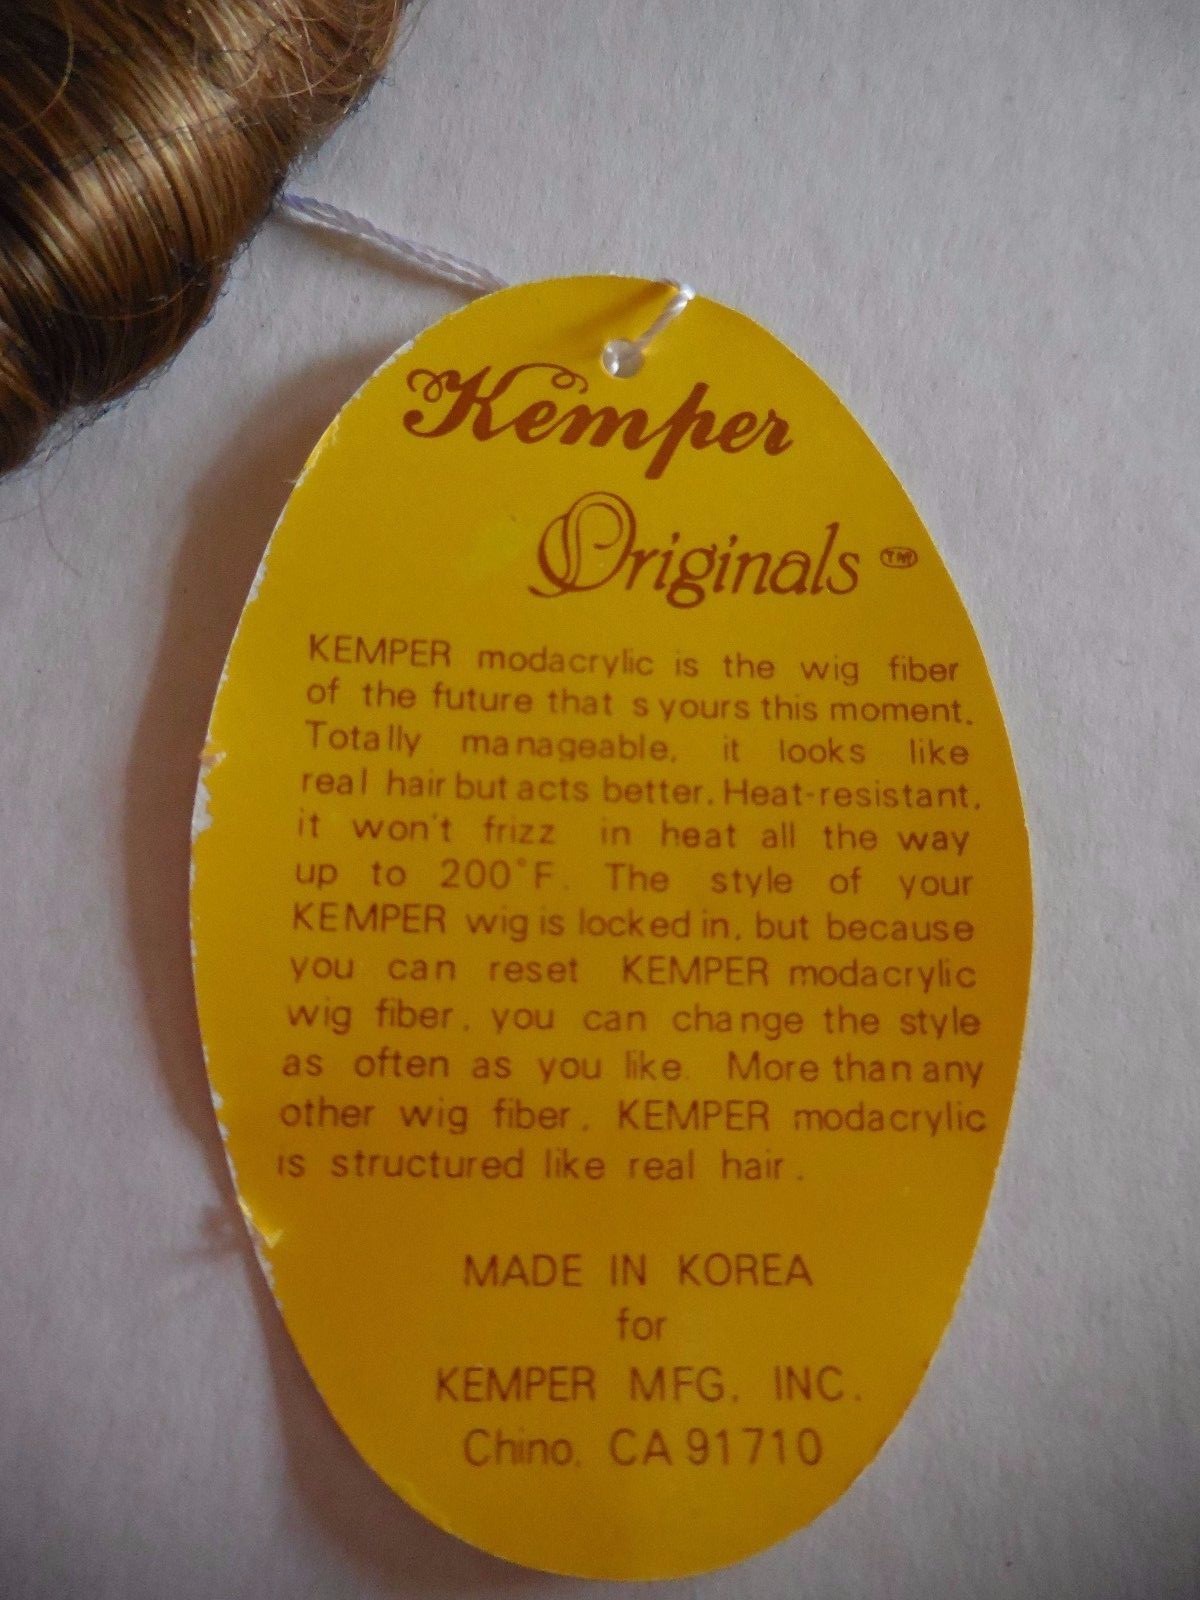 Kemper
Originals TM
KEMPER modacrylic is the wig fiber
of the future that s yours this moment.
Totally manageable, it looks like
real hair but acts better. Heat-resistant,
it won't frizz in heat all the way
up to 200°F. The style of your
KEMPER wig is locked in, but because
you can reset KEMPER modacrylic
wig fiber, you can change the style
as often as you like. More than any
other wig fiber, KEMPER modacrylic
is structured like real hair.
MADE IN KOREA
for
KEMPER MFG. INC.
Chino, CA 91710